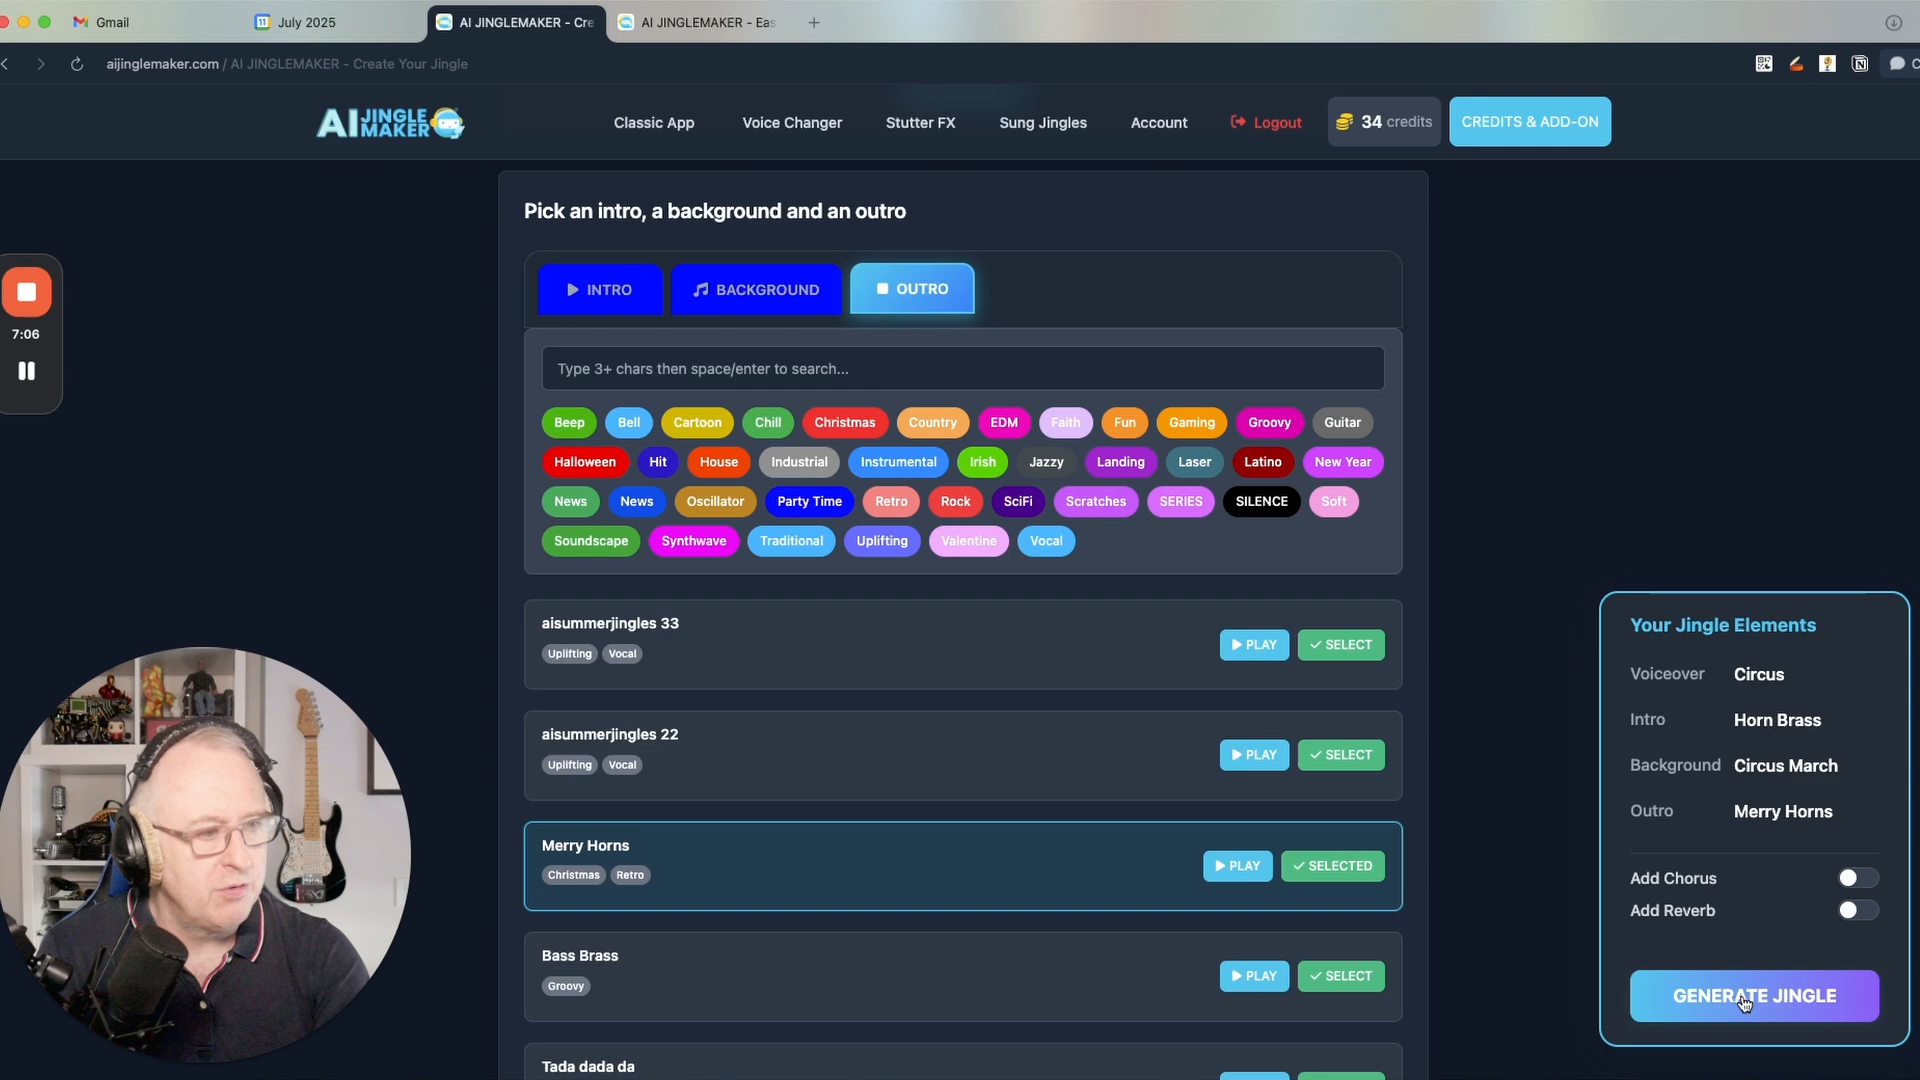 Gmail
July 2025
AI JINGLEMAKER - Cre
AI JINGLEMAKER - Eas
aijinglemaker.com / AI JINGLEMAKER - Create Your Jingle
AI JINGLE MAKER
Classic App
Voice Changer
Stutter FX
Sung Jingles
Account
Logout
34 credits
CREDITS & ADD-ON
Pick an intro, a background and an outro
INTRO
BACKGROUND
OUTRO
7:06
Type 3+ chars then space/enter to search...
Beep Bell Cartoon Chill Christmas Country EDM Faith Fun Gaming Groovy Guitar
Halloween Hit House Industrial Instrumental Irish Jazzy Landing Laser Latino New Year
News News Oscillator Party Time Retro Rock SciFi Scratches SERIES SILENCE Soft
Soundscape Synthwave Traditional Uplifting Valentine Vocal
aisummerjingles 33
Uplifting Vocal
PLAY SELECT
aisummerjingles 22
Uplifting Vocal
PLAY SELECT
Merry Horns
Christmas Retro
PLAY SELECTED
Bass Brass
Groovy
PLAY SELECT
Tada dada da
Your Jingle Elements
Voiceover Circus
Intro Horn Brass
Background Circus March
Outro Merry Horns
Add Chorus
Add Reverb
GENERATE JINGLE